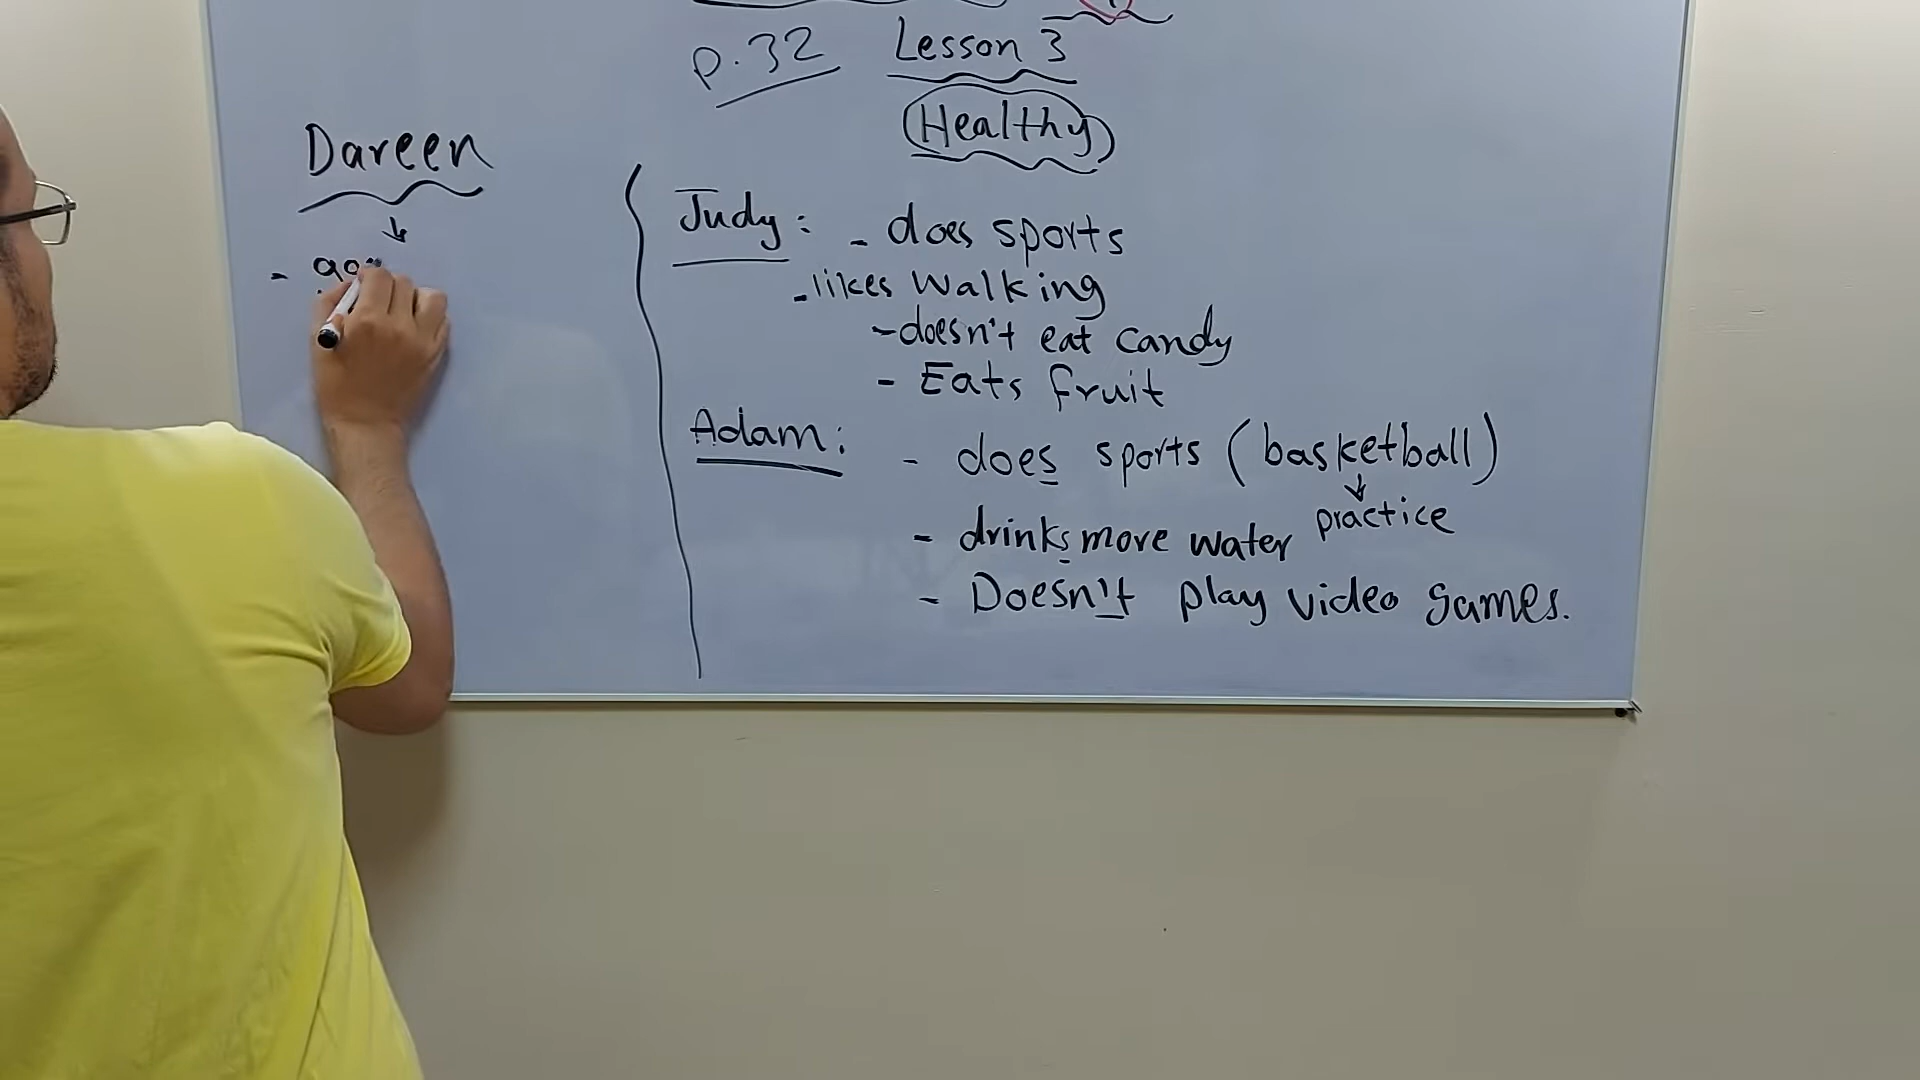 p.32 Lesson 3
Healthy
Dareen
Judy: - does sports
- likes walking
- doesn't eat candy
- Eats fruit
Adam: - does sports (basketball)
practice
- drinks more water
- Doesn't play video games.